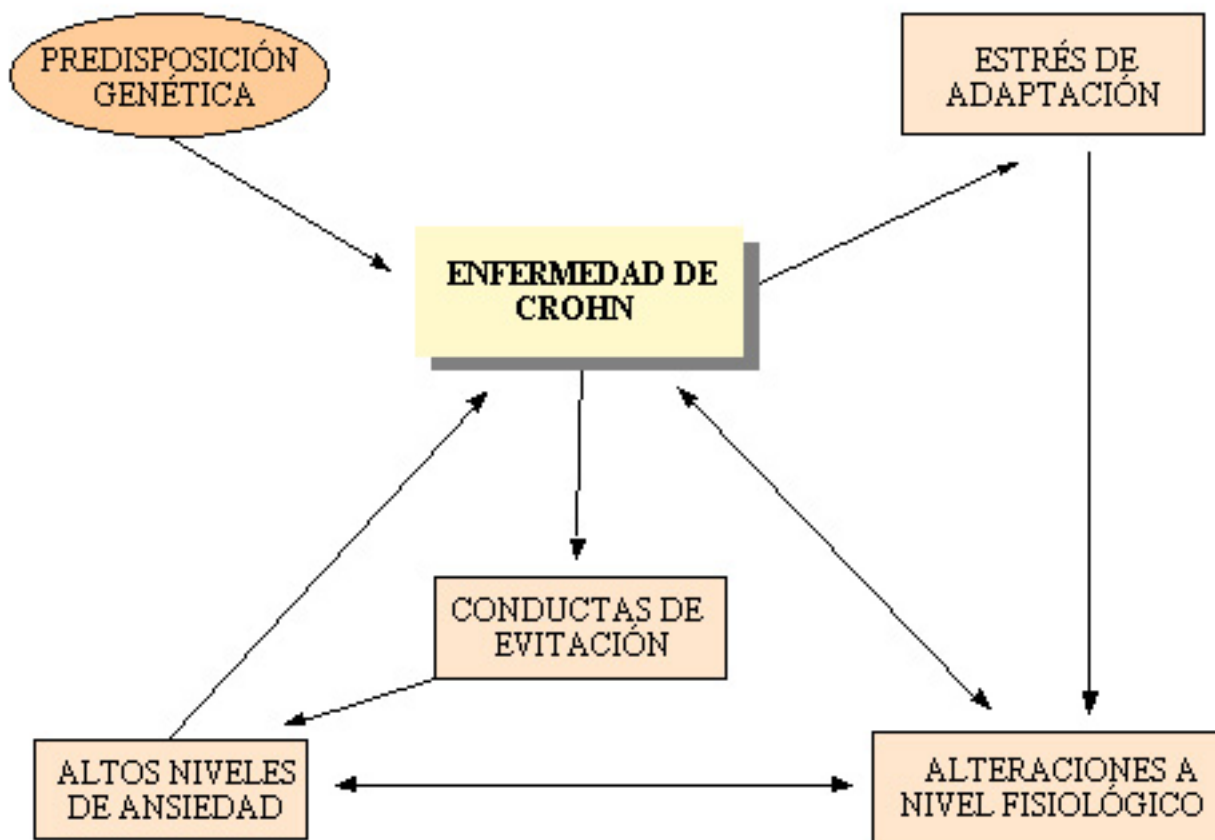 PREDISPOSICIÓN
GENÉTICA
ESTRÉS DE
ADAPTACIÓN
ENFERMEDAD DE
CROHN
CONDUCTAS DE
EVITACIÓN
ALTOS NIVELES
DE ANSIEDAD
ALTERACIONES A
NIVEL FISIOLÓGICO